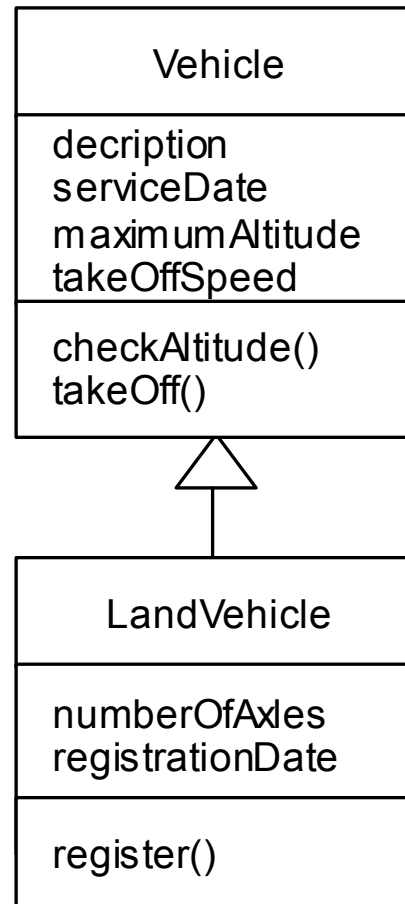 Vehicle
decription
serviceDate
maximumAltitude
takeOffSpeed
checkAltitude()
takeOff()
LandVehicle
numberOfAxles
registrationDate
register()